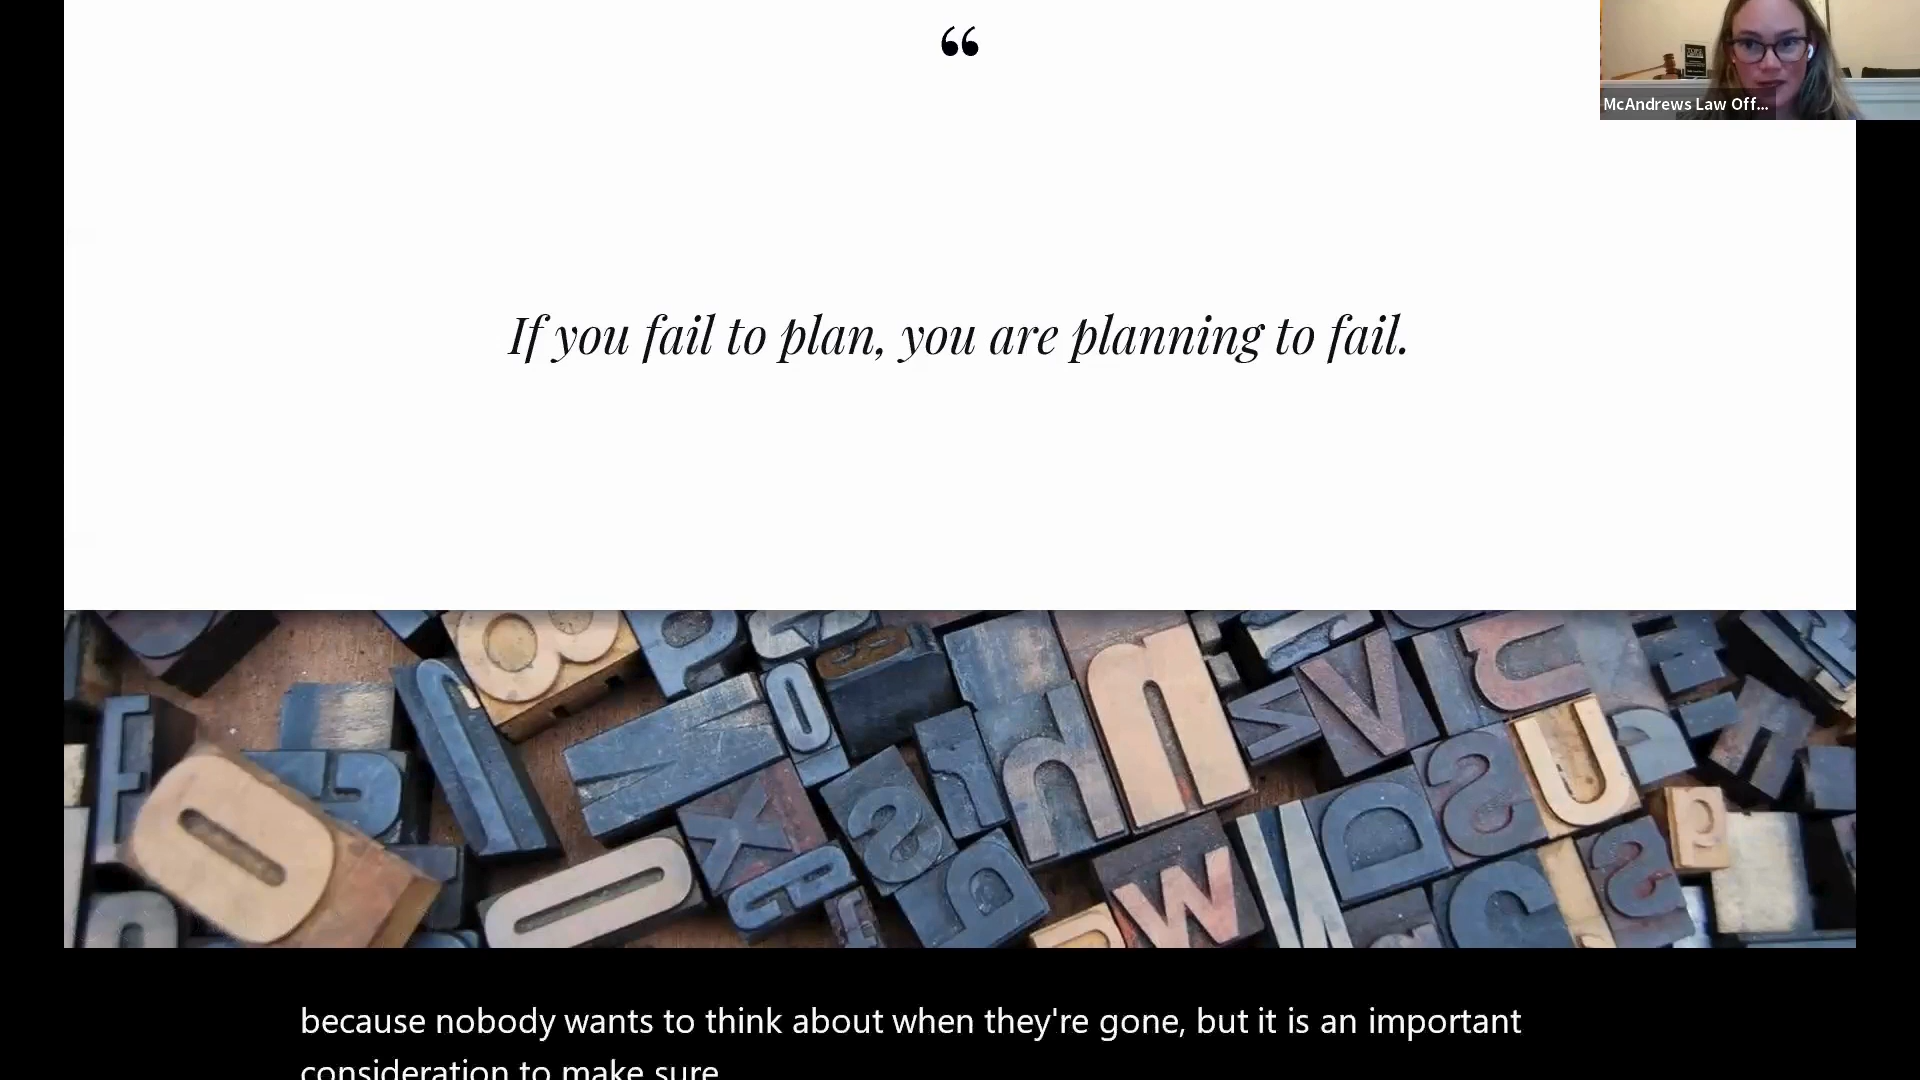 “
McAndrews Law Off...
If you fail to plan, you are planning to fail.
because nobody wants to think about when they're gone, but it is an important
consideration to make sure